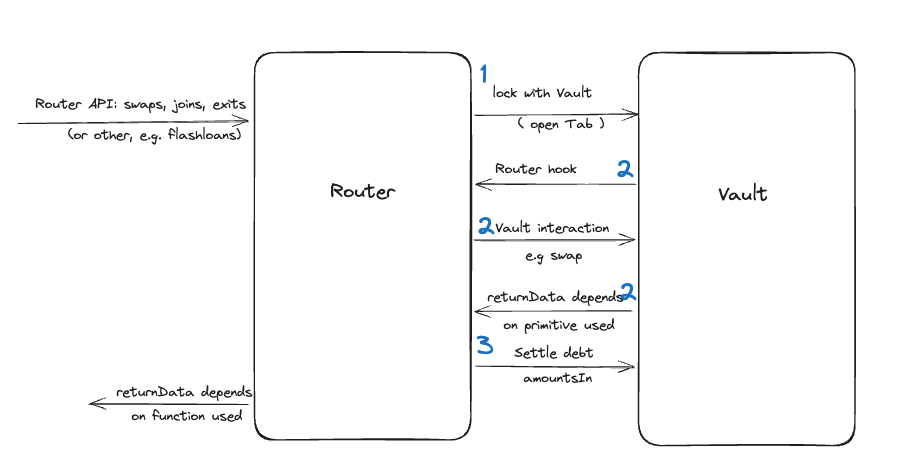 1
lock with Vault
Router API: swaps, joins, exits
( open Tab )
(or other, e.g. flashloans)
Router hook
2
Router
Vault
2
Vault interaction
e.g swap
returnData depends
2
on primitive used
3
Settle debt
amountsIn
returnData depends
on function used